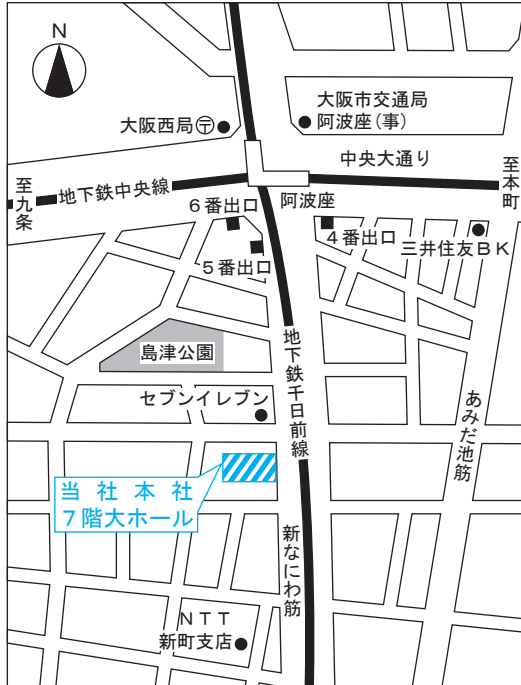 N
大阪市交通局
阿波座(事)
大阪西局〶
中央大通り
至本町
至九条
地下鉄中央線
6番出口
阿波座
4番出口
三井住友BK
5番出口
島津公園
地下鉄千日前線
セブンイレブン
あみだ池筋
当社本社
7階大ホール
新なにわ筋
NTT
新町支店